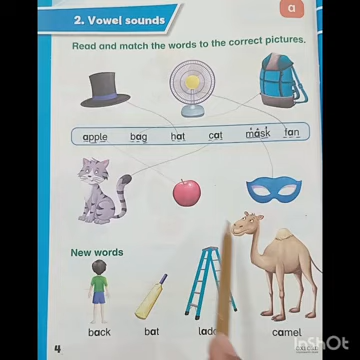 2. Vowel sounds
a
Read and match the words to the correct pictures.
apple bag hat cat mask fan
New words
back bat camel
4
InShOt